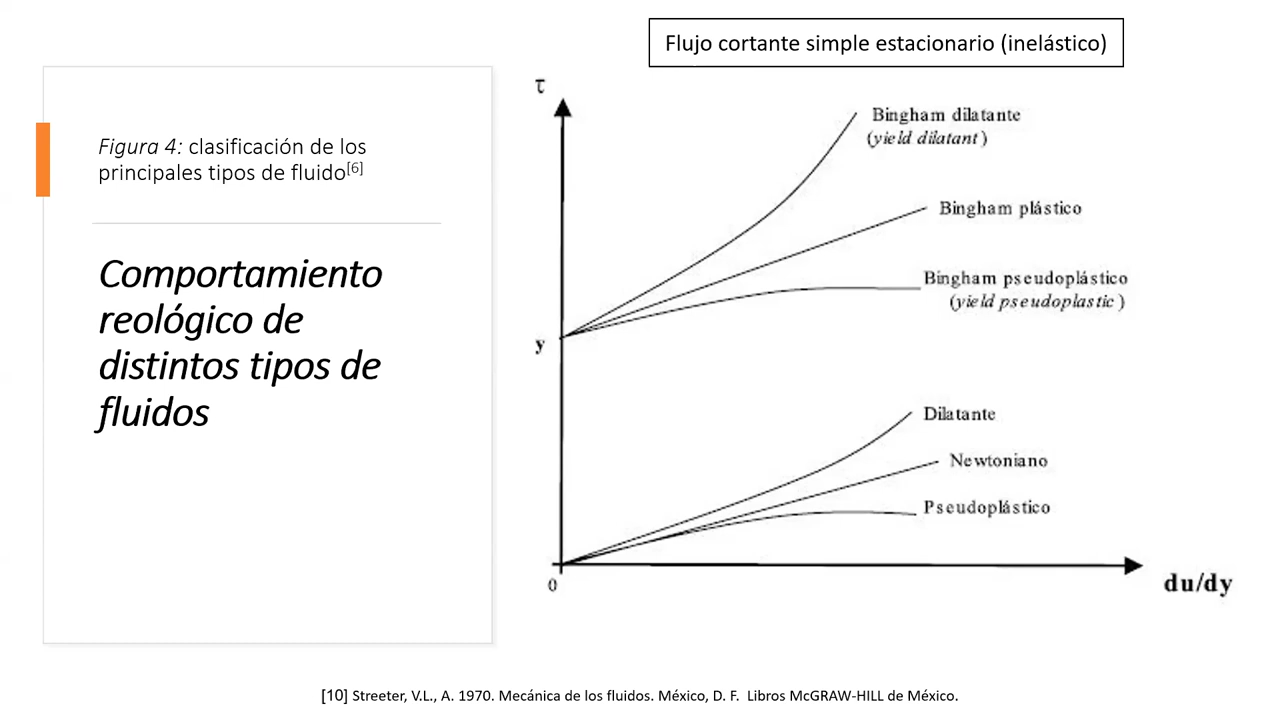 Flujo cortante simple estacionario (inelástico)
Figura 4: clasificación de los
principales tipos de fluido[6]
Comportamiento
reológico de
distintos tipos de
fluidos
τ
Bingham dilatante
(yield dilatant)
Bingham plástico
Bingham pseudoplástico
(yield pseudoplastic)
y
Dilatante
Newtoniano
Pseudoplástico
0
du/dy
[10] Streeter, V.L., A. 1970. Mecánica de los fluidos. México, D. F. Libros McGRAW-HILL de México.